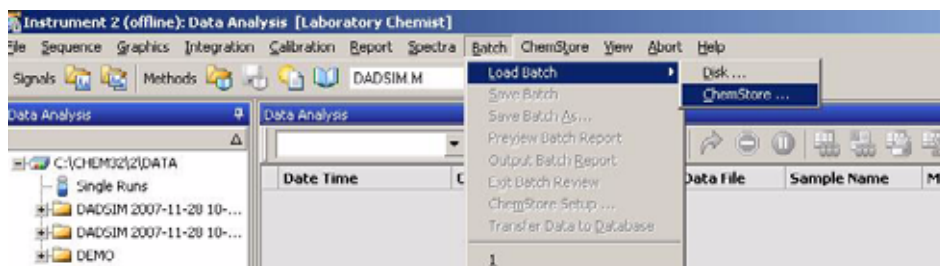 Instrument 2 (offline): Data Analysis [Laboratory Chemist]
File Sequence Graphics Integration Calibration Report Spectra Batch ChemStore View Abort Help
Signals Methods DADSIM.M
Load Batch
Disk ...
ChemStore ...
Save Batch
Save Batch As...
Preview Batch Report
Output Batch Report
Exit Batch Review
ChemStore Setup ...
Transfer Data to Database
1
Data Analysis
C:\CHEM32\2\DATA
Single Runs
DADSIM 2007-11-28 10-...
DADSIM 2007-11-28 10-...
DEMO
Data Analysis
Date Time Data File Sample Name